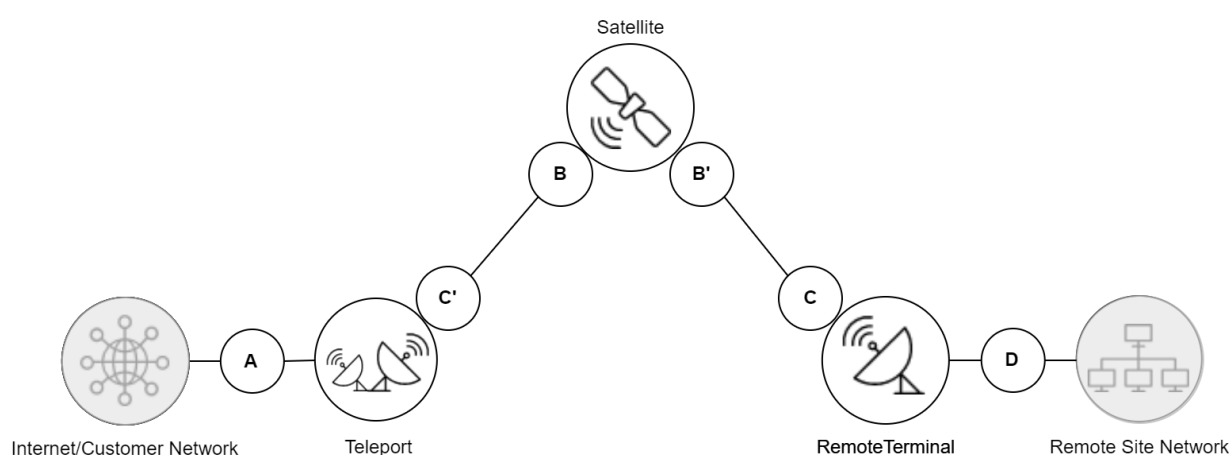 Satellite
B
B'
C'
C
A
D
Internet/Customer Network
Teleport
RemoteTerminal
Remote Site Network